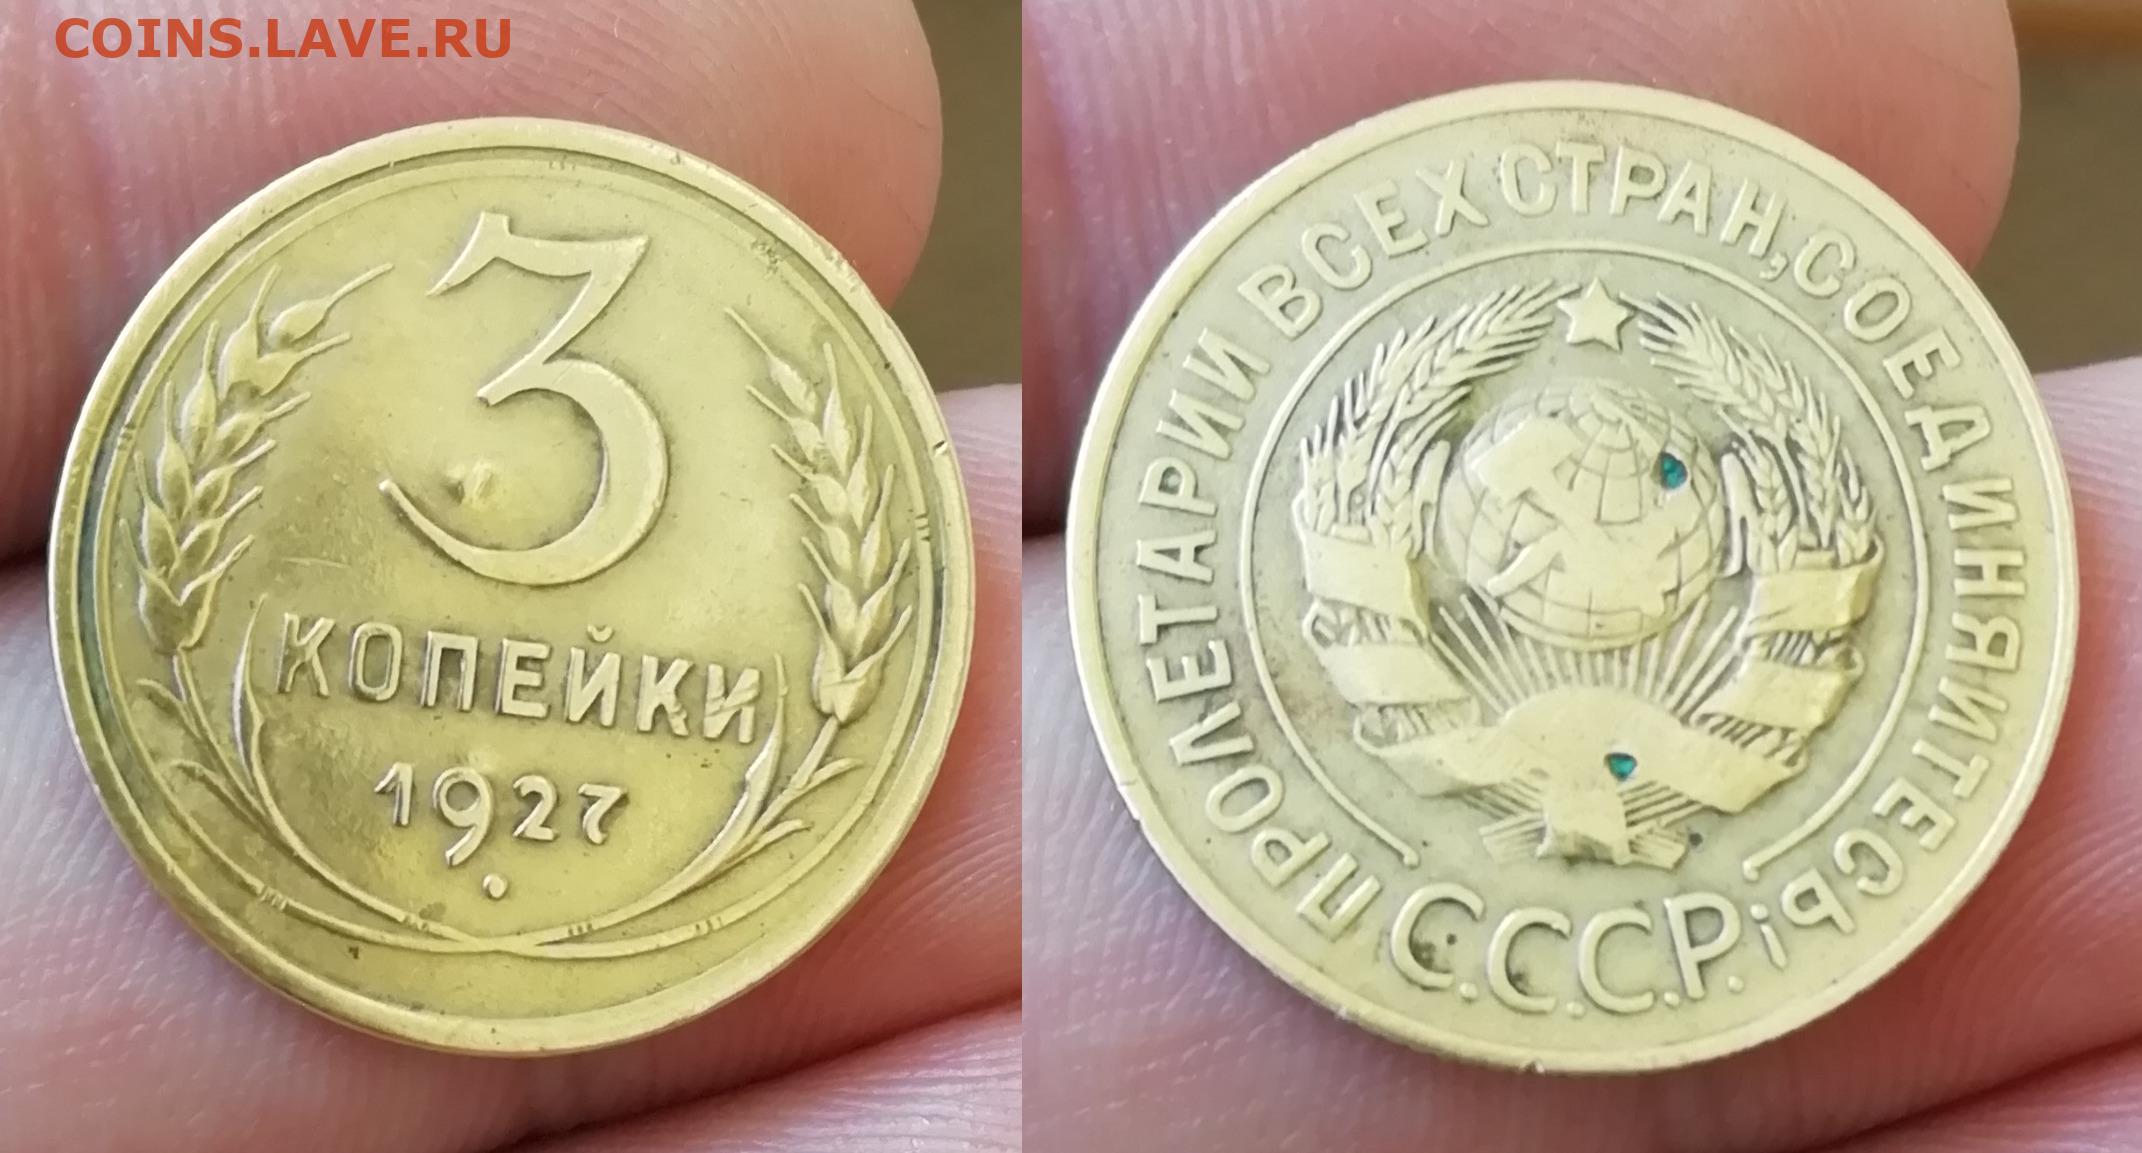 COINS.LAVE.RU
3
КОПЕЙКИ
1927
ПРОЛЕТАРИИ ВСЕХ СТРАН, СОЕДИНЯЙТЕСЬ!
С.С.С.Р.